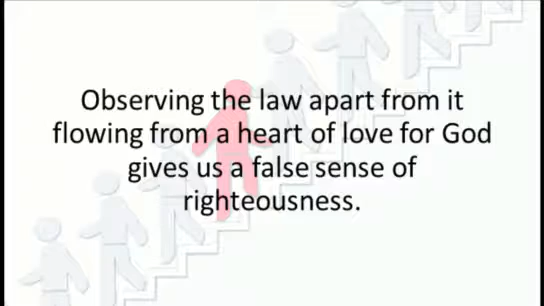 Observing the law apart from it
flowing from a heart of love for God
gives us a false sense of
righteousness.